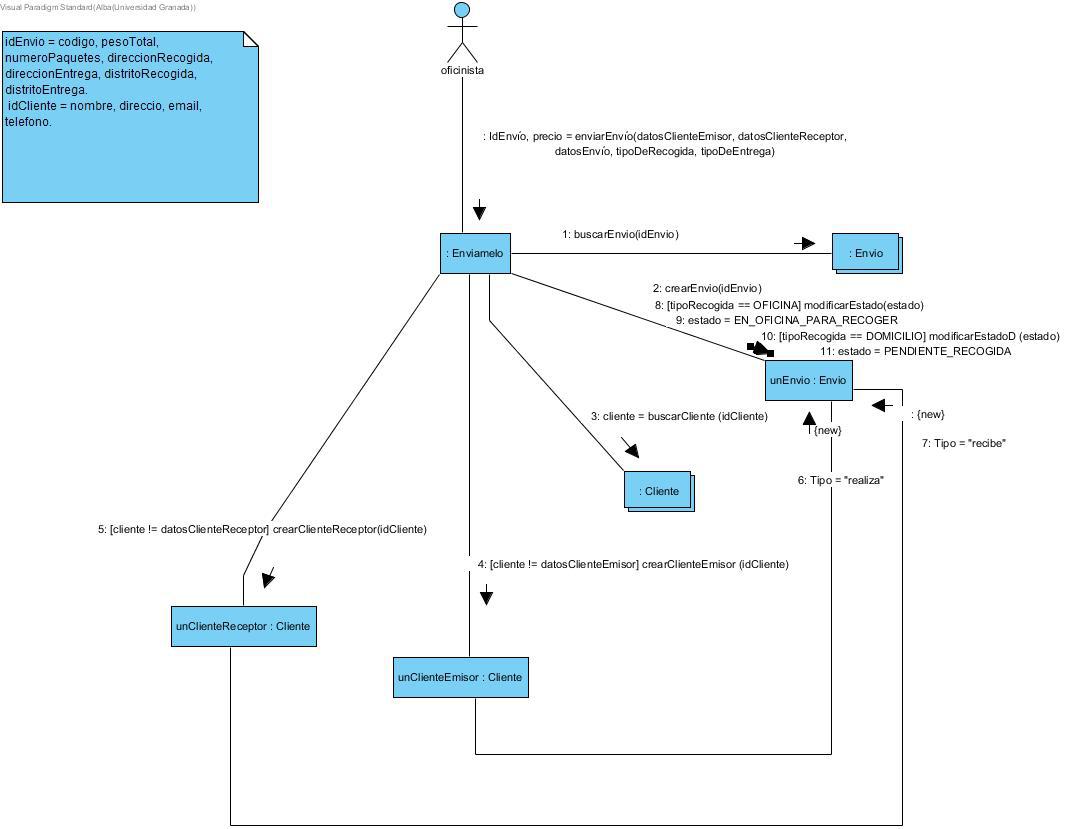 Visual Paradigm Standard(Alba(Universidad Granada))
idEnvio = codigo, pesoTotal,
numeroPaquetes, direccionRecogida,
direccionEntrega, distritoRecogida,
distritoEntrega.
idCliente = nombre, direccio, email,
telefono.
oficinista
: IdEnvío, precio = enviarEnvío(datosClienteEmisor, datosClienteReceptor,
datosEnvío, tipoDeRecogida, tipoDeEntrega)
1: buscarEnvio(idEnvio)
: Enviamelo
: Envio
2: crearEnvio(idEnvio)
8: [tipoRecogida == OFICINA] modificarEstado(estado)
9: estado = EN_OFICINA_PARA_RECOGER
10: [tipoRecogida == DOMICILIO] modificarEstadoD (estado)
11: estado = PENDIENTE_RECOGIDA
unEnvio : Envio
3: cliente = buscarCliente (idCliente)
: {new}
{new}
7: Tipo = "recibe"
6: Tipo = "realiza"
: Cliente
5: [cliente != datosClienteReceptor] crearClienteReceptor(idCliente)
4: [cliente != datosClienteEmisor] crearClienteEmisor (idCliente)
unClienteReceptor : Cliente
unClienteEmisor : Cliente